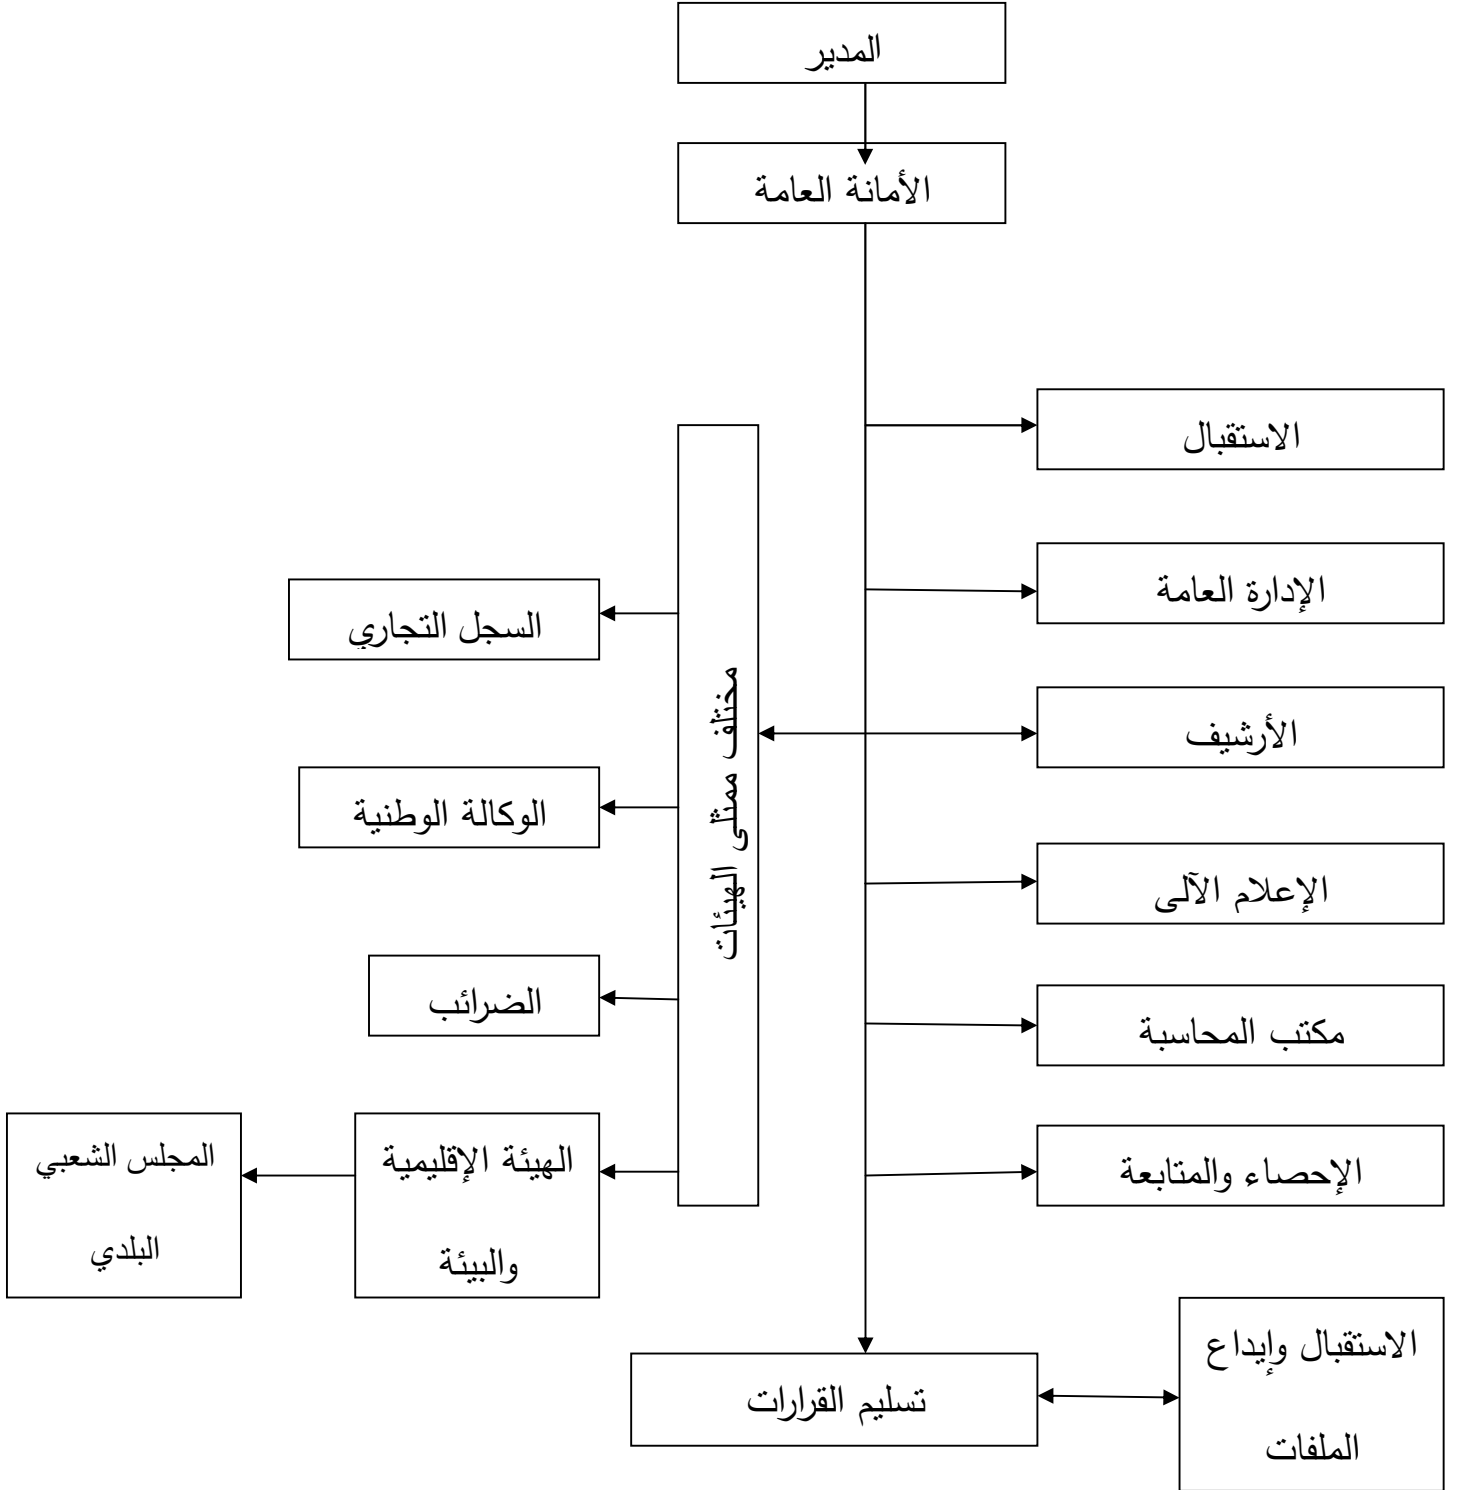 المدير
الأمانة العامة
الاستقبال
الإدارة العامة
السجل التجاري
مختلف ممثلى الهيئات
الأرشيف
الوكالة الوطنية
الإعلام الآلى
الضرائب
مكتب المحاسبة
الإحصاء والمتابعة
الهيئة الإقليمية
والبيئة
المجلس الشعبي
البلدي
الاستقبال وإيداع
الملفات
تسليم القرارات